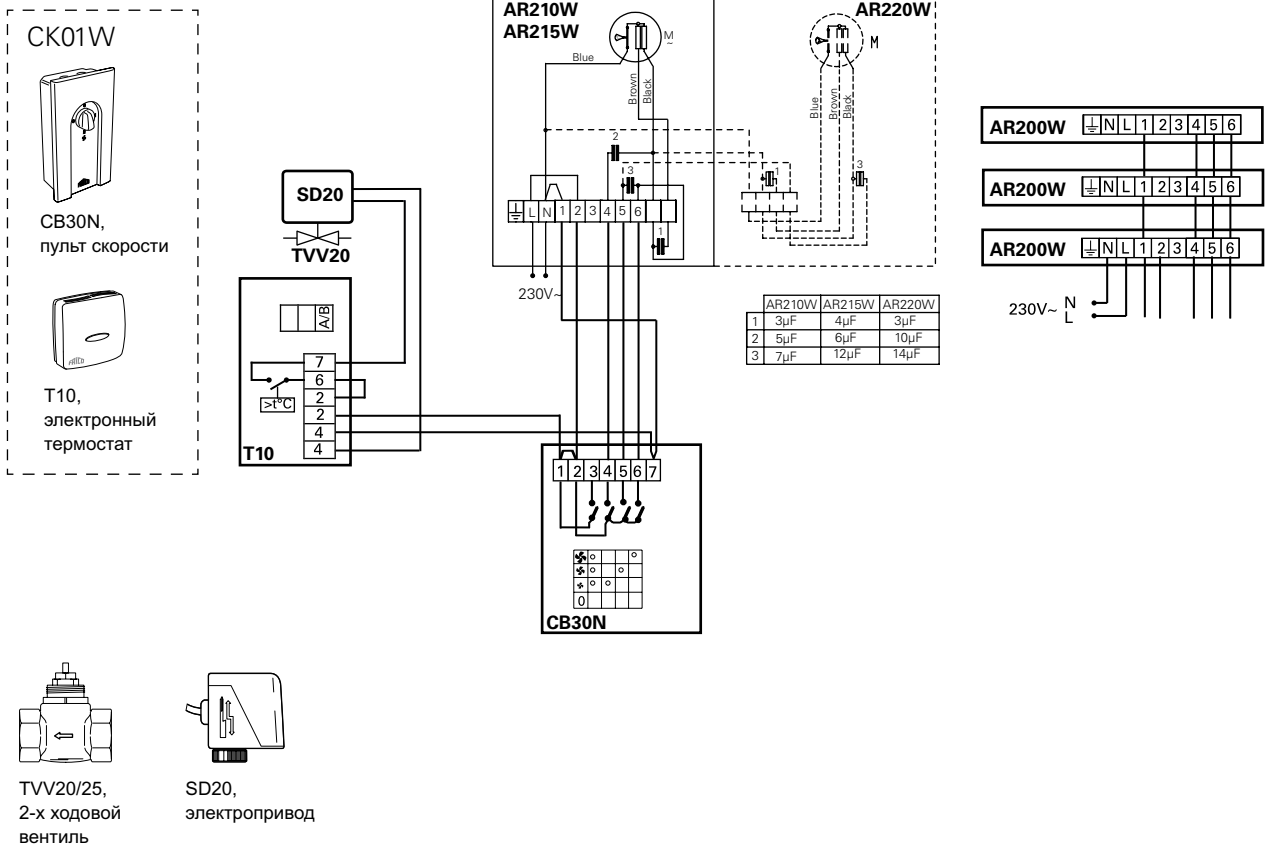 CK01W
CB30N,
пульт скорости
FRICO
T10,
электронный
термостат
SD20
TVV20
A/B
7
6
2
2
4
4
>t°C
T10
AR210W
AR215W
M
~
Blue
Brown
Black
2
3
L N 1 2 3 4 5 6
1
230V~
AR220W
M
Blue
Brown
Black
1
3
AR210W AR215W AR220W
1 3µF 4µF 3µF
2 5µF 6µF 10µF
3 7µF 12µF 14µF
1 2 3 4 5 6 7
0
CB30N
AR200W N L 1 2 3 4 5 6
AR200W N L 1 2 3 4 5 6
AR200W N L 1 2 3 4 5 6
230V~ N
L
TVV20/25,
2-х ходовой
вентиль
SD20,
электропривод